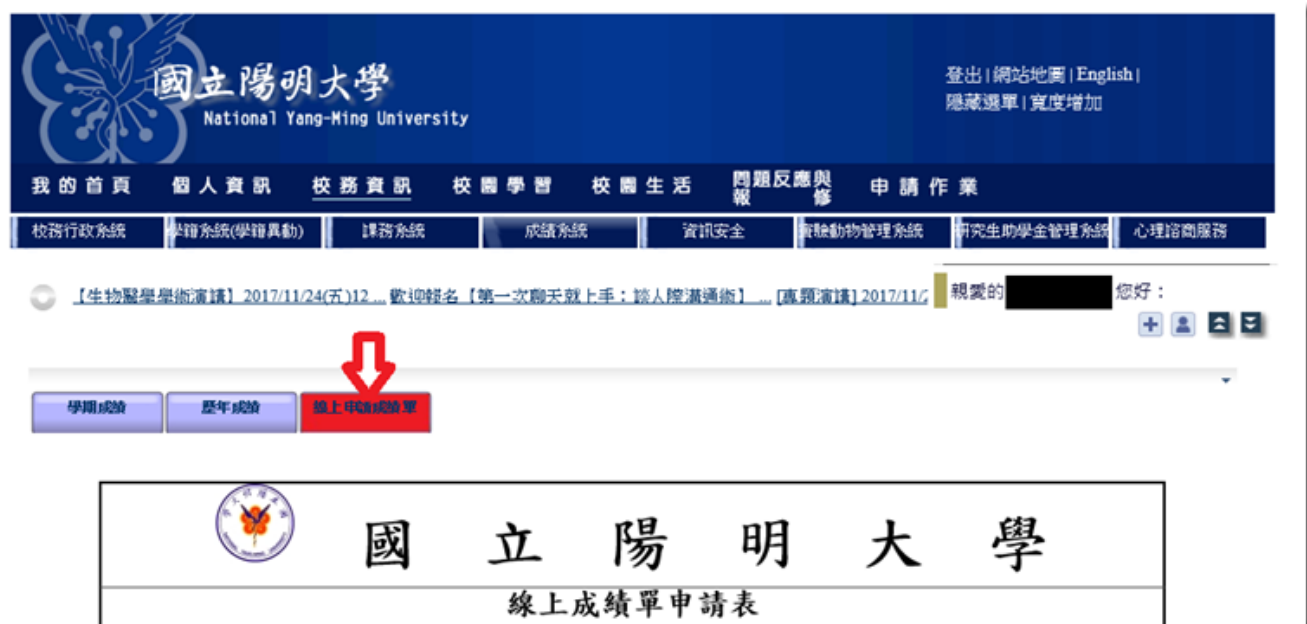 國立陽明大學
National Yang-Ming University
登出 | 網站地圖 | English |
隱藏選單 | 寬度增加
我的首頁 個人資訊 校務資訊 校園學習 校園生活 問題反應與報修 申請作業
校務行政系統 學籍系統(學籍異動) 課務系統 成績系統 資訊安全 實驗動物管理系統 研究生助學金管理系統 心理諮商服務
【生物醫學學術演講】 2017/11/24(五)12 ... 歡迎報名【第一次聊天就上手:談人際溝通術】 ... [專題演講] 2017/11/2
親愛的 您好:
學期成績 歷年成績 線上申請成績單
國立陽明大學
線上成績單申請表